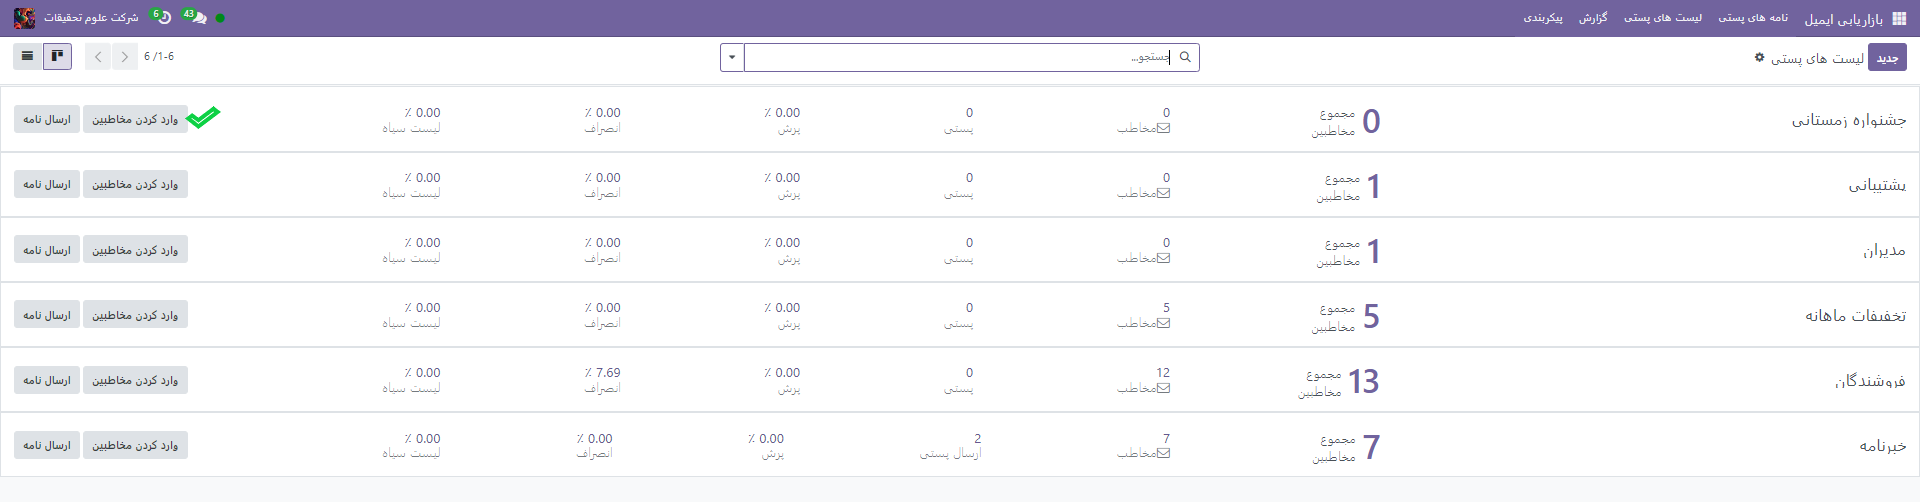 بازاریابی ایمیل نامه های پستی لیست های پستی گزارش پیکربندی 43 6 شرکت علوم تحقیقات
جدید لیست های پستی جستجو... 1-6 / 6
جشنواره زمستانی 0 مجموع مخاطبین 0 مخاطب 0 پستی 0.00 ٪ پرش 0.00 ٪ انصراف 0.00 ٪ لیست سیاه وارد کردن مخاطبین ارسال نامه
پشتیبانی 1 مجموع مخاطبین 0 مخاطب 0 پستی 0.00 ٪ پرش 0.00 ٪ انصراف 0.00 ٪ لیست سیاه وارد کردن مخاطبین ارسال نامه
مدیران 1 مجموع مخاطبین 0 مخاطب 0 پستی 0.00 ٪ پرش 0.00 ٪ انصراف 0.00 ٪ لیست سیاه وارد کردن مخاطبین ارسال نامه
تخفیفات ماهانه 5 مجموع مخاطبین 5 مخاطب 0 پستی 0.00 ٪ پرش 0.00 ٪ انصراف 0.00 ٪ لیست سیاه وارد کردن مخاطبین ارسال نامه
فروشندگان 13 مجموع مخاطبین 12 مخاطب 0 پستی 0.00 ٪ پرش 7.69 ٪ انصراف 0.00 ٪ لیست سیاه وارد کردن مخاطبین ارسال نامه
خبرنامه 7 مجموع مخاطبین 7 مخاطب 2 ارسال پستی 0.00 ٪ پرش 0.00 ٪ انصراف 0.00 ٪ لیست سیاه وارد کردن مخاطبین ارسال نامه